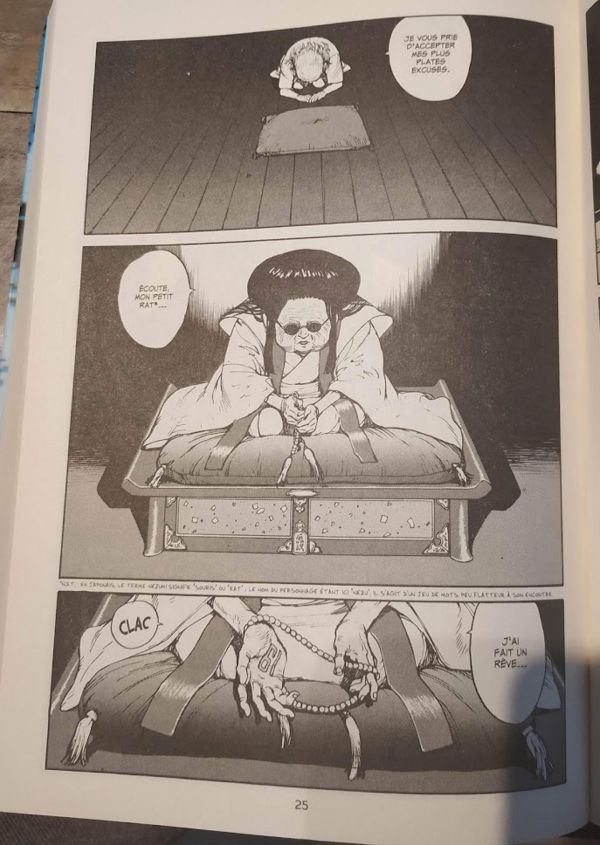 JE VOUS PRIE
D'ACCEPTER
MES PLUS
PLATES
EXCUSES.
ÉCOUTE,
MON PETIT
RAT*...
*N.D.T. : EN JAPONAIS, LE TERME NEZUMI SIGNIFIE "SOURIS" OU "RAT" ; LE NOM DU PERSONNAGE ÉTANT ICI "NEZU", IL S'AGIT D'UN JEU DE MOTS PEU FLATTEUR À SON ENCONTRE.
CLAC
J'AI
FAIT UN
RÊVE...
25